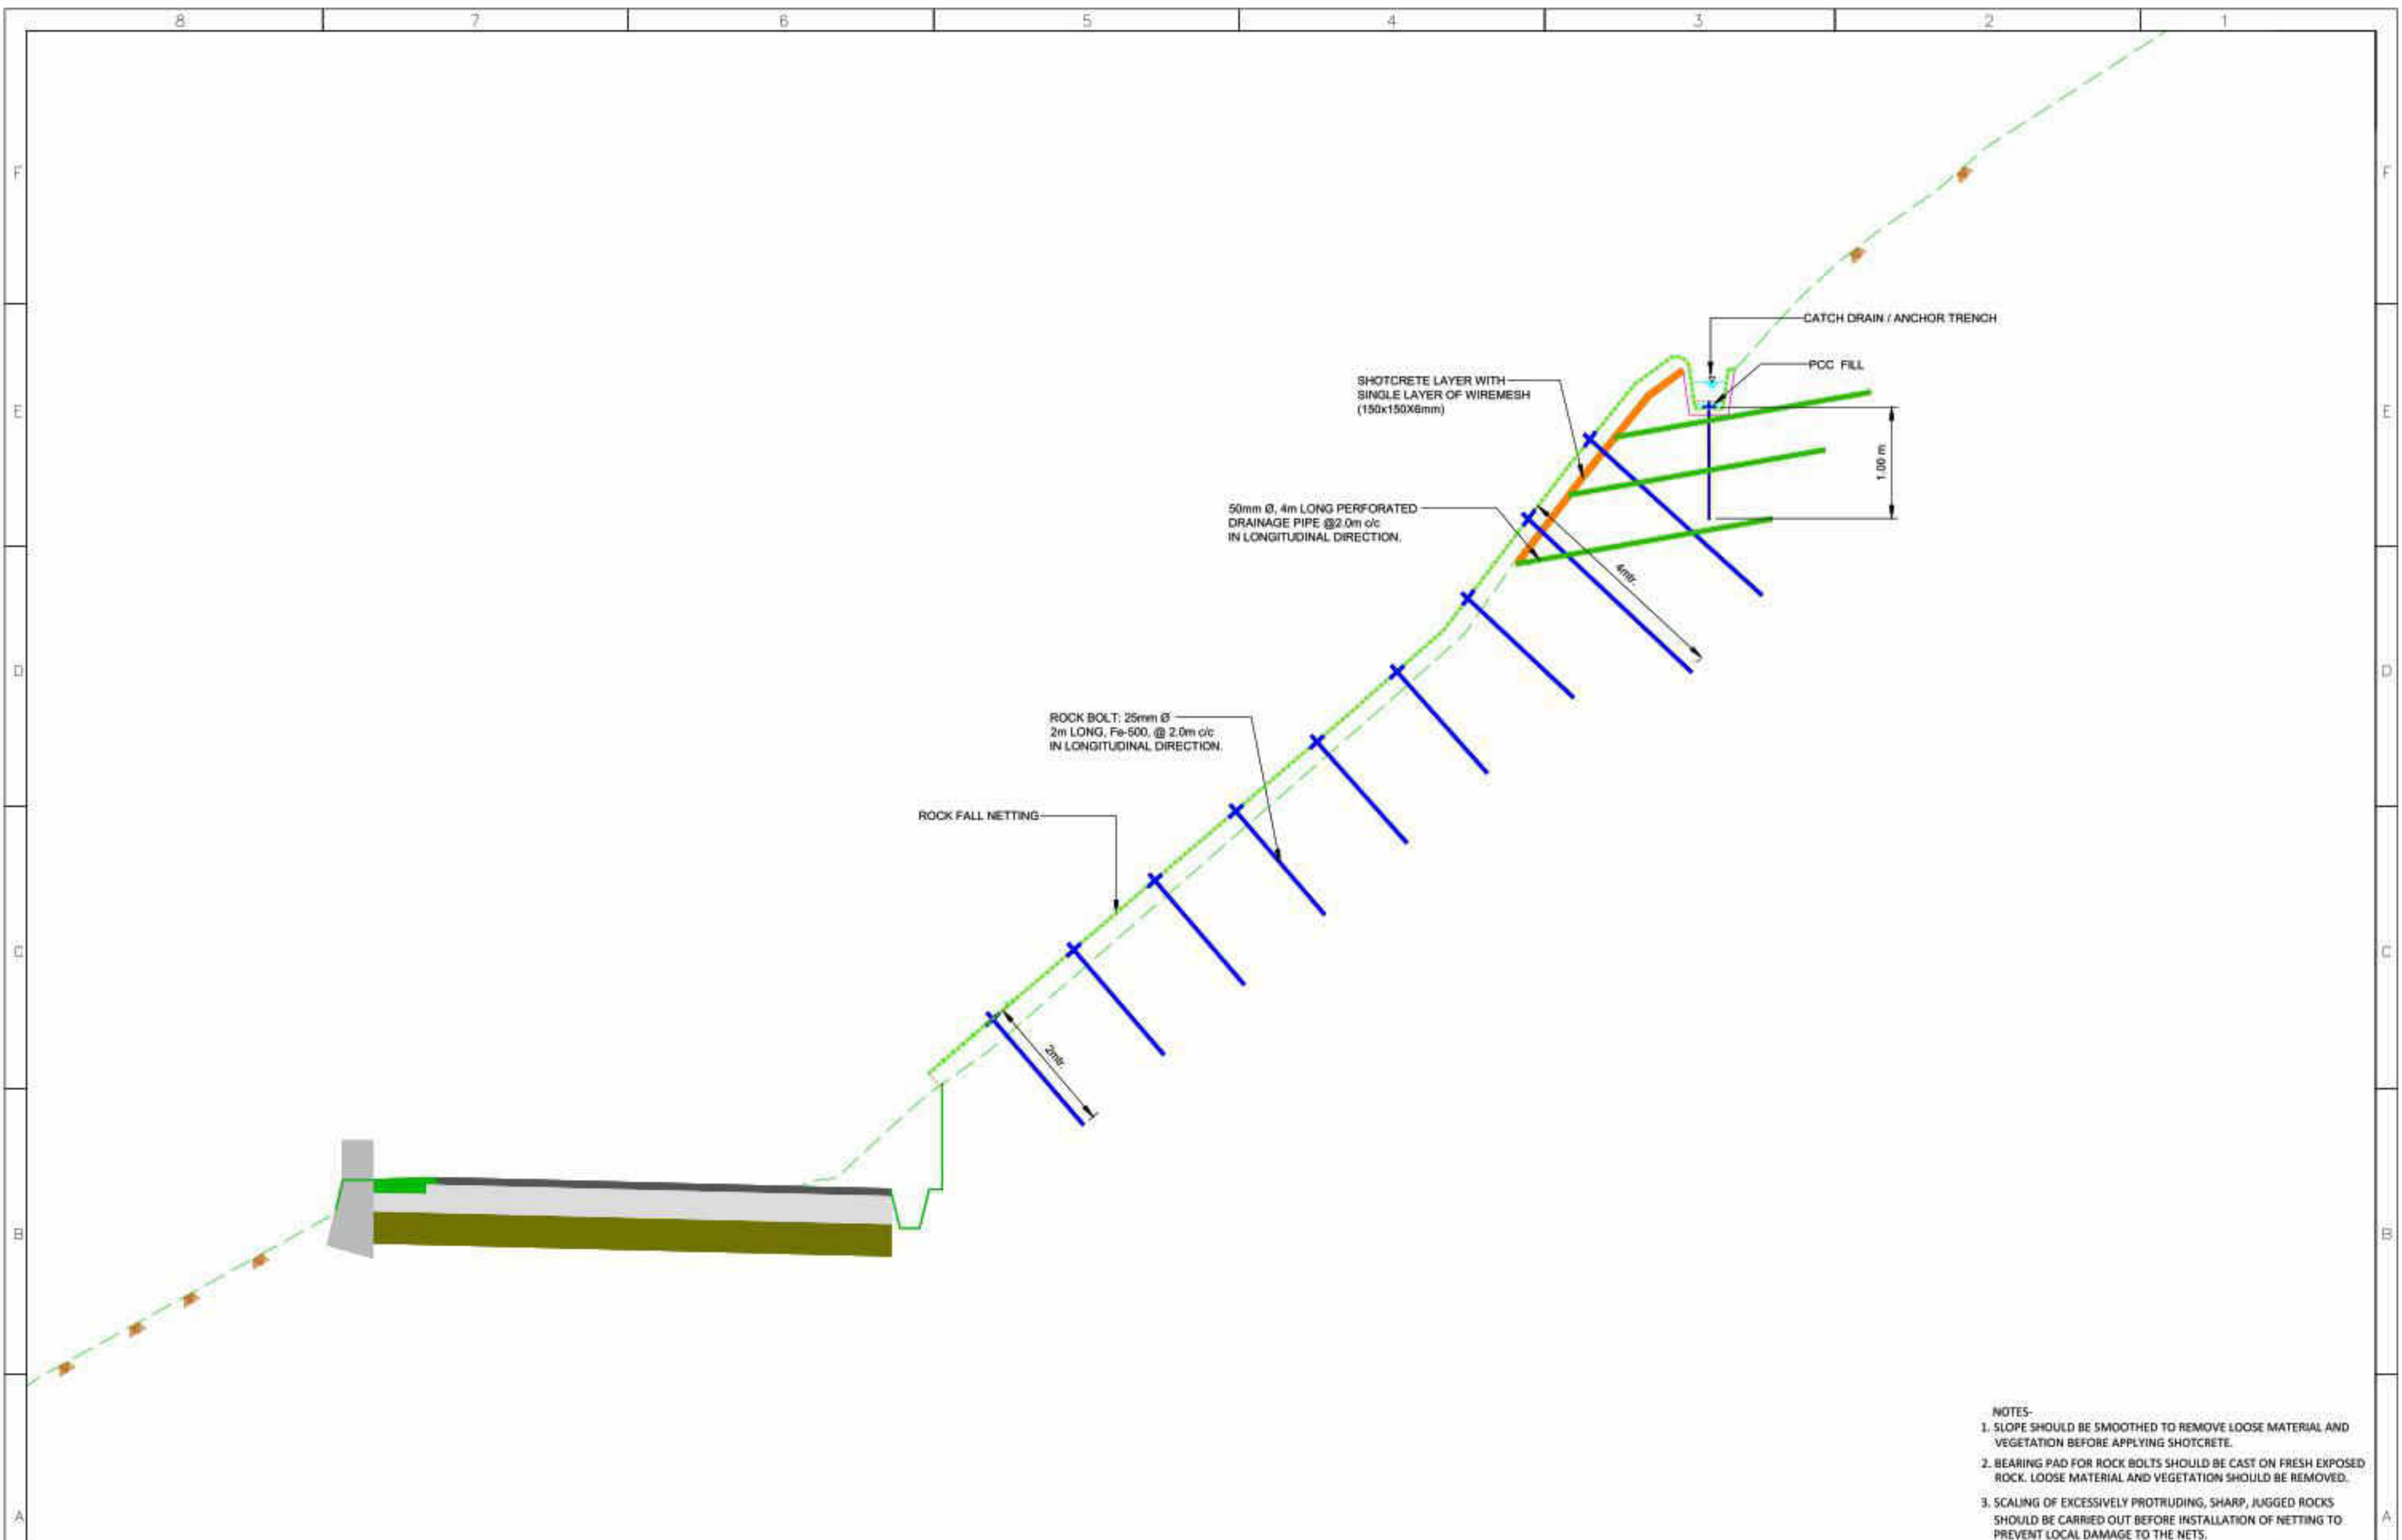 8 7 6 5 4 3 2 1
F F
CATCH DRAIN / ANCHOR TRENCH
PCC FILL
SHOTCRETE LAYER WITH
SINGLE LAYER OF WIREMESH
(150x150X6mm)
E E
1.00 m
50mm Ø, 4m LONG PERFORATED
DRAINAGE PIPE @2.0m c/c
IN LONGITUDINAL DIRECTION.
4mtr.
D D
ROCK BOLT: 25mm Ø
2m LONG, Fe-500, @ 2.0m c/c
IN LONGITUDINAL DIRECTION.
ROCK FALL NETTING
C C
2mtr.
B B
NOTES-
1. SLOPE SHOULD BE SMOOTHED TO REMOVE LOOSE MATERIAL AND
VEGETATION BEFORE APPLYING SHOTCRETE.
2. BEARING PAD FOR ROCK BOLTS SHOULD BE CAST ON FRESH EXPOSED
ROCK. LOOSE MATERIAL AND VEGETATION SHOULD BE REMOVED.
3. SCALING OF EXCESSIVELY PROTRUDING, SHARP, JUGGED ROCKS
SHOULD BE CARRIED OUT BEFORE INSTALLATION OF NETTING TO
PREVENT LOCAL DAMAGE TO THE NETS.
A A